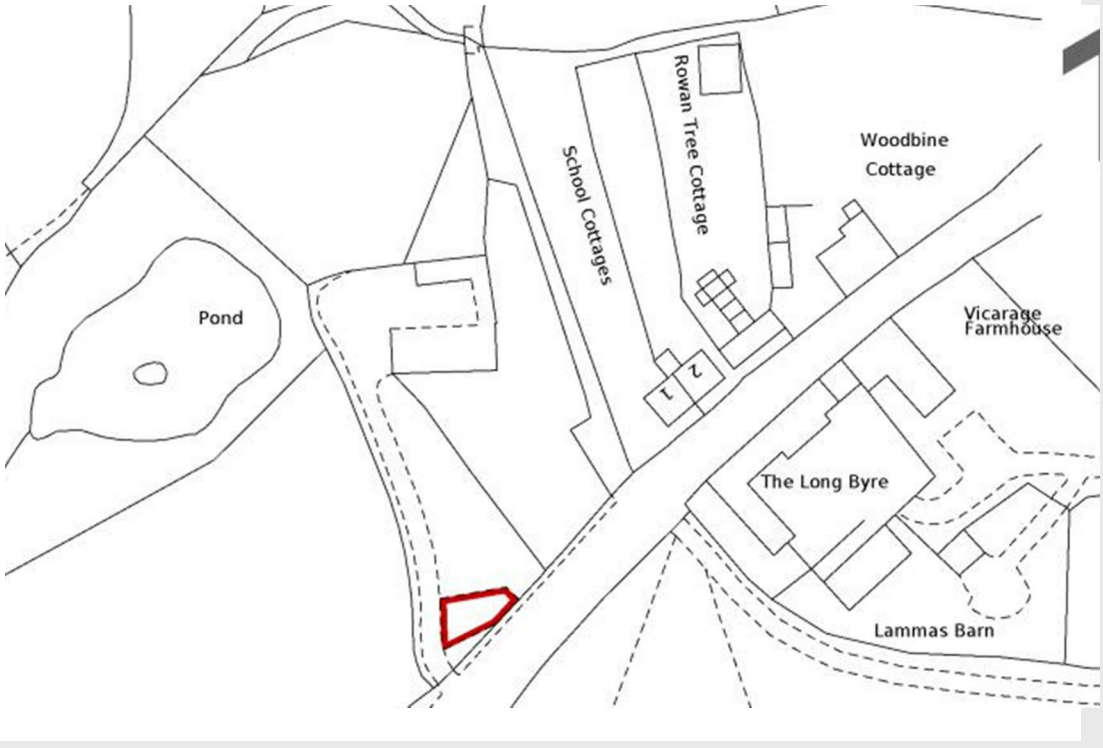 Rowan Tree Cottage
School Cottages
Woodbine
Cottage
Pond
Vicarage
Farmhouse
2
1
The Long Byre
Lammas Barn